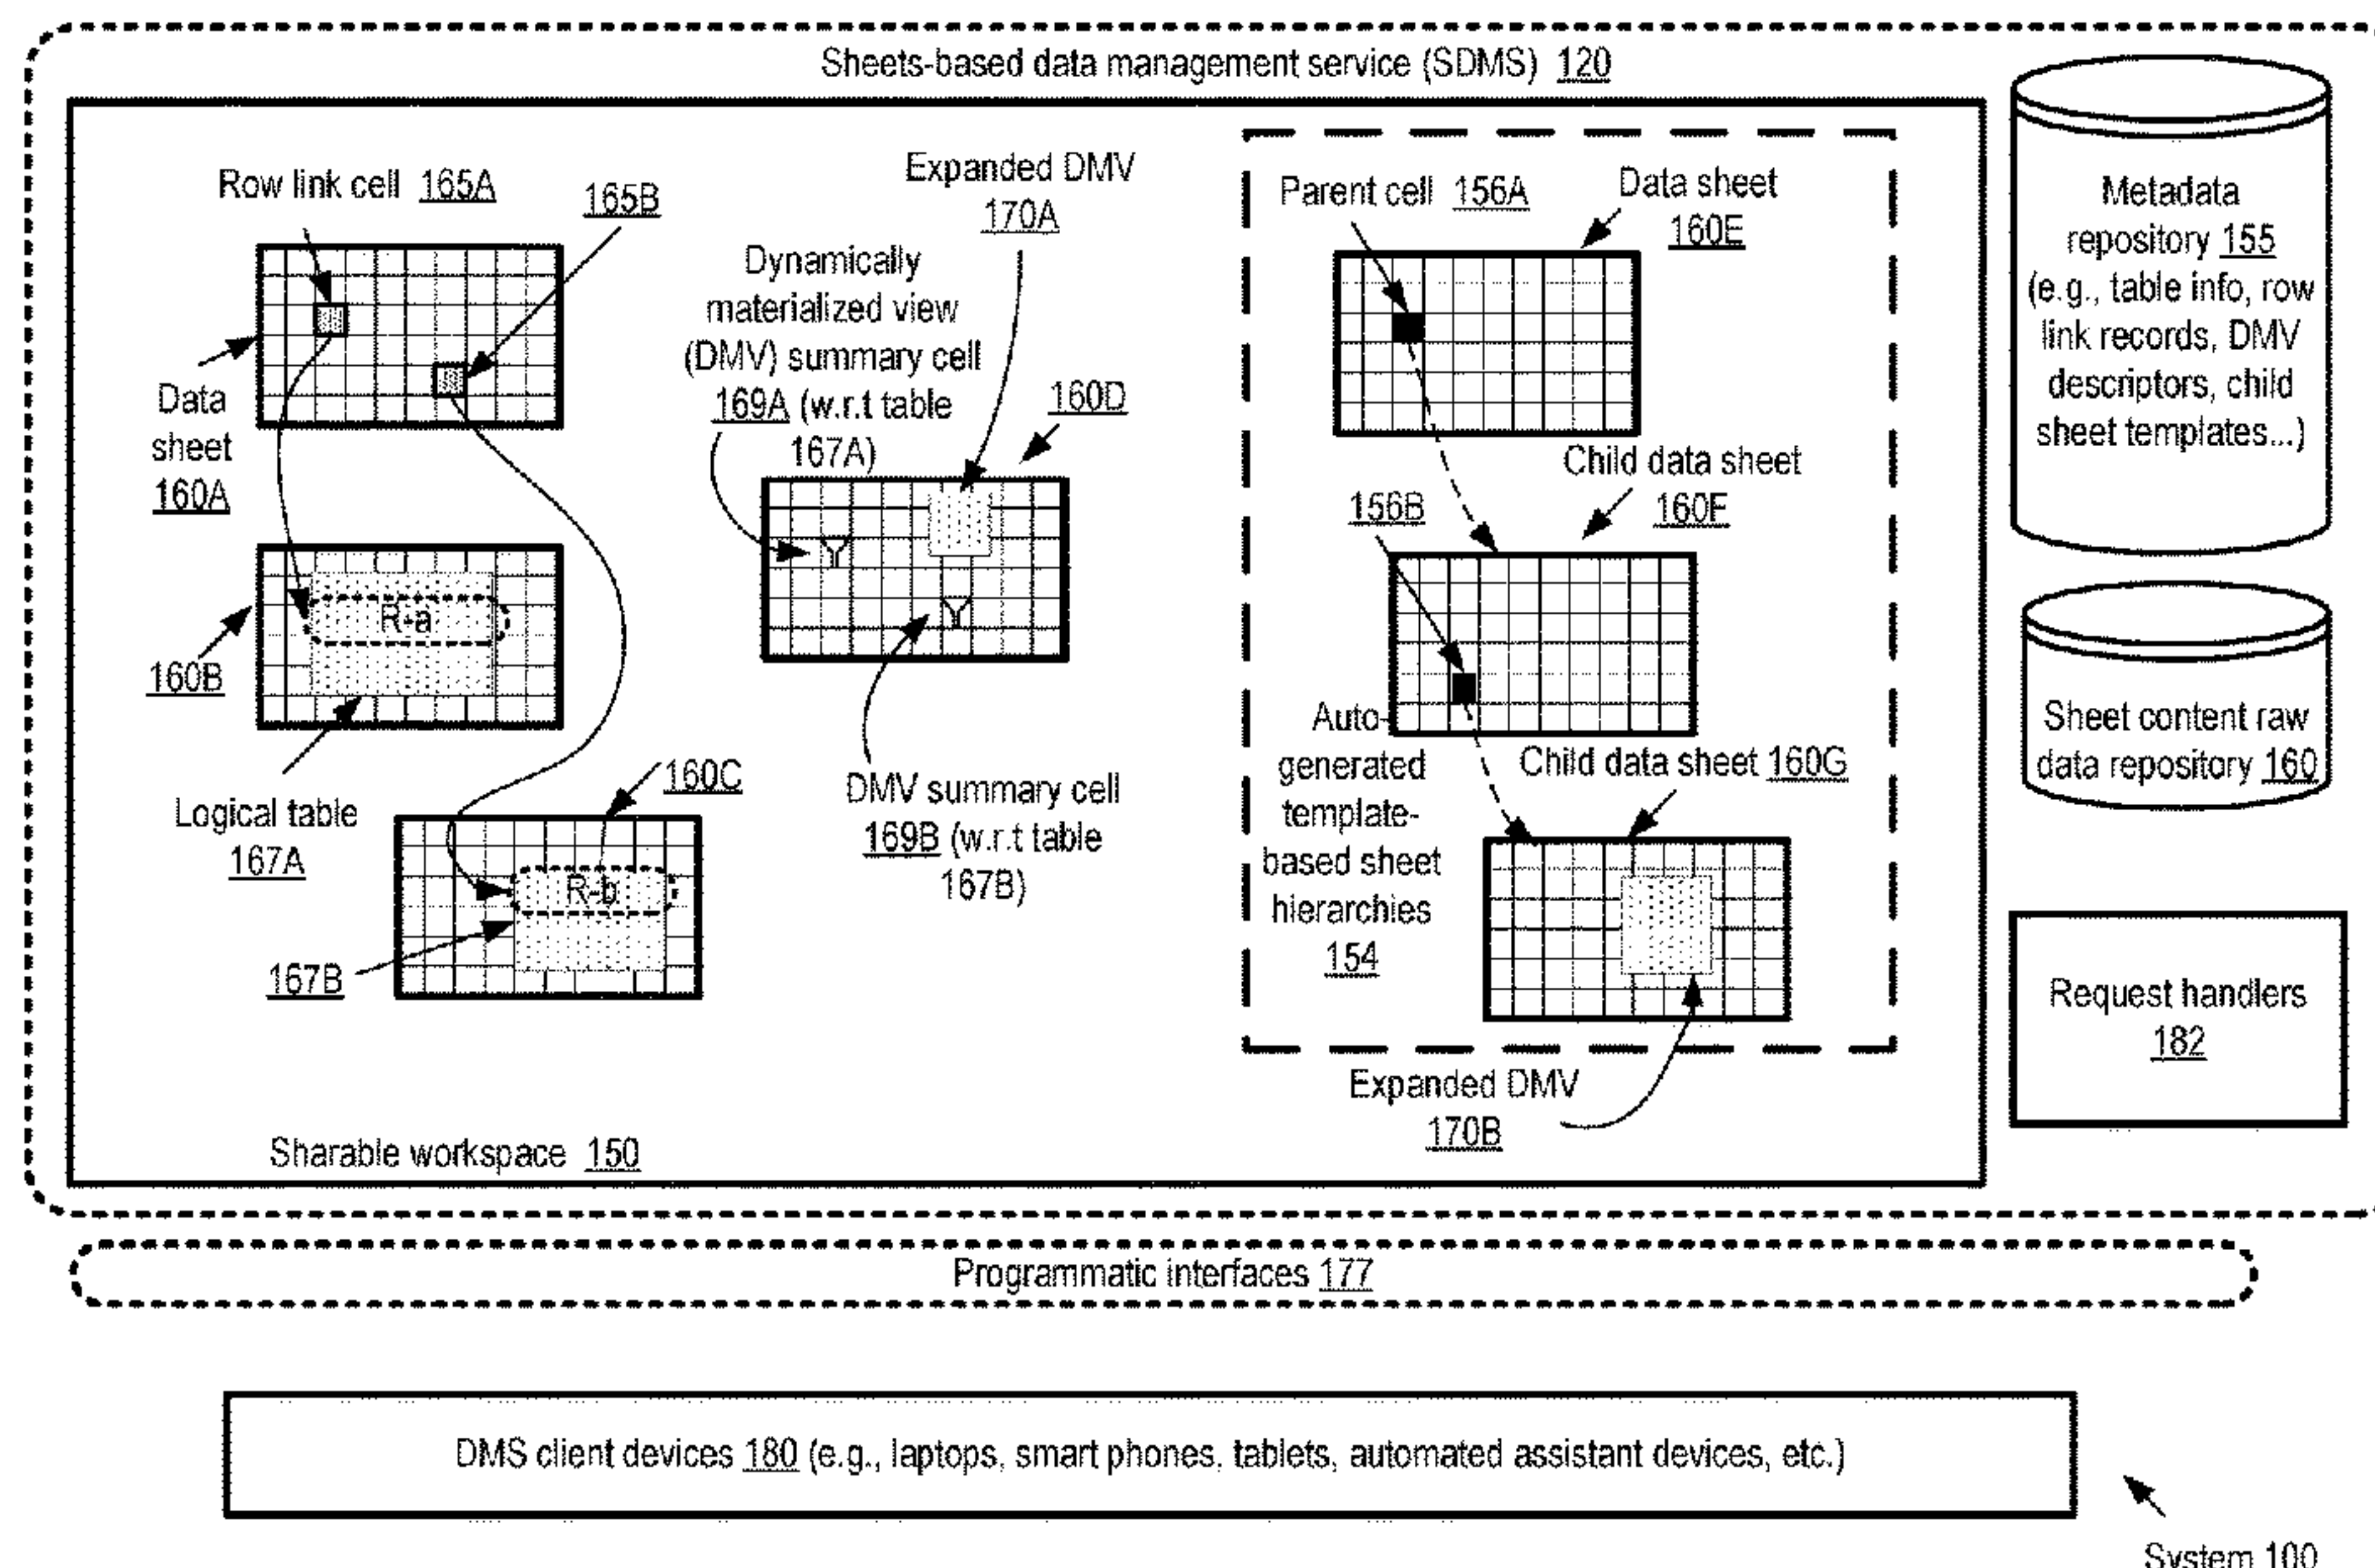 Sheets-based data management service (SDMS) 120
Row link cell 165A
165B
Data
sheet
160A
160B
R-a
Logical table
167A
160C
R-b
167B
Expanded DMV
170A
Dynamically
materialized view
(DMV) summary cell
169A (w.r.t table
167A)
160D
DMV summary cell
169B (w.r.t table
167B)
Parent cell 156A
Data sheet
160E
Child data sheet
160F
156B
Auto-
generated
template-
based sheet
hierarchies
154
Child data sheet 160G
Expanded DMV
170B
Sharable workspace 150
Metadata
repository 155
(e.g., table info, row
link records, DMV
descriptors, child
sheet templates...)
Sheet content raw
data repository 160
Request handlers
182
Programmatic interfaces 177
DMS client devices 180 (e.g., laptops, smart phones, tablets, automated assistant devices, etc.)
System 100